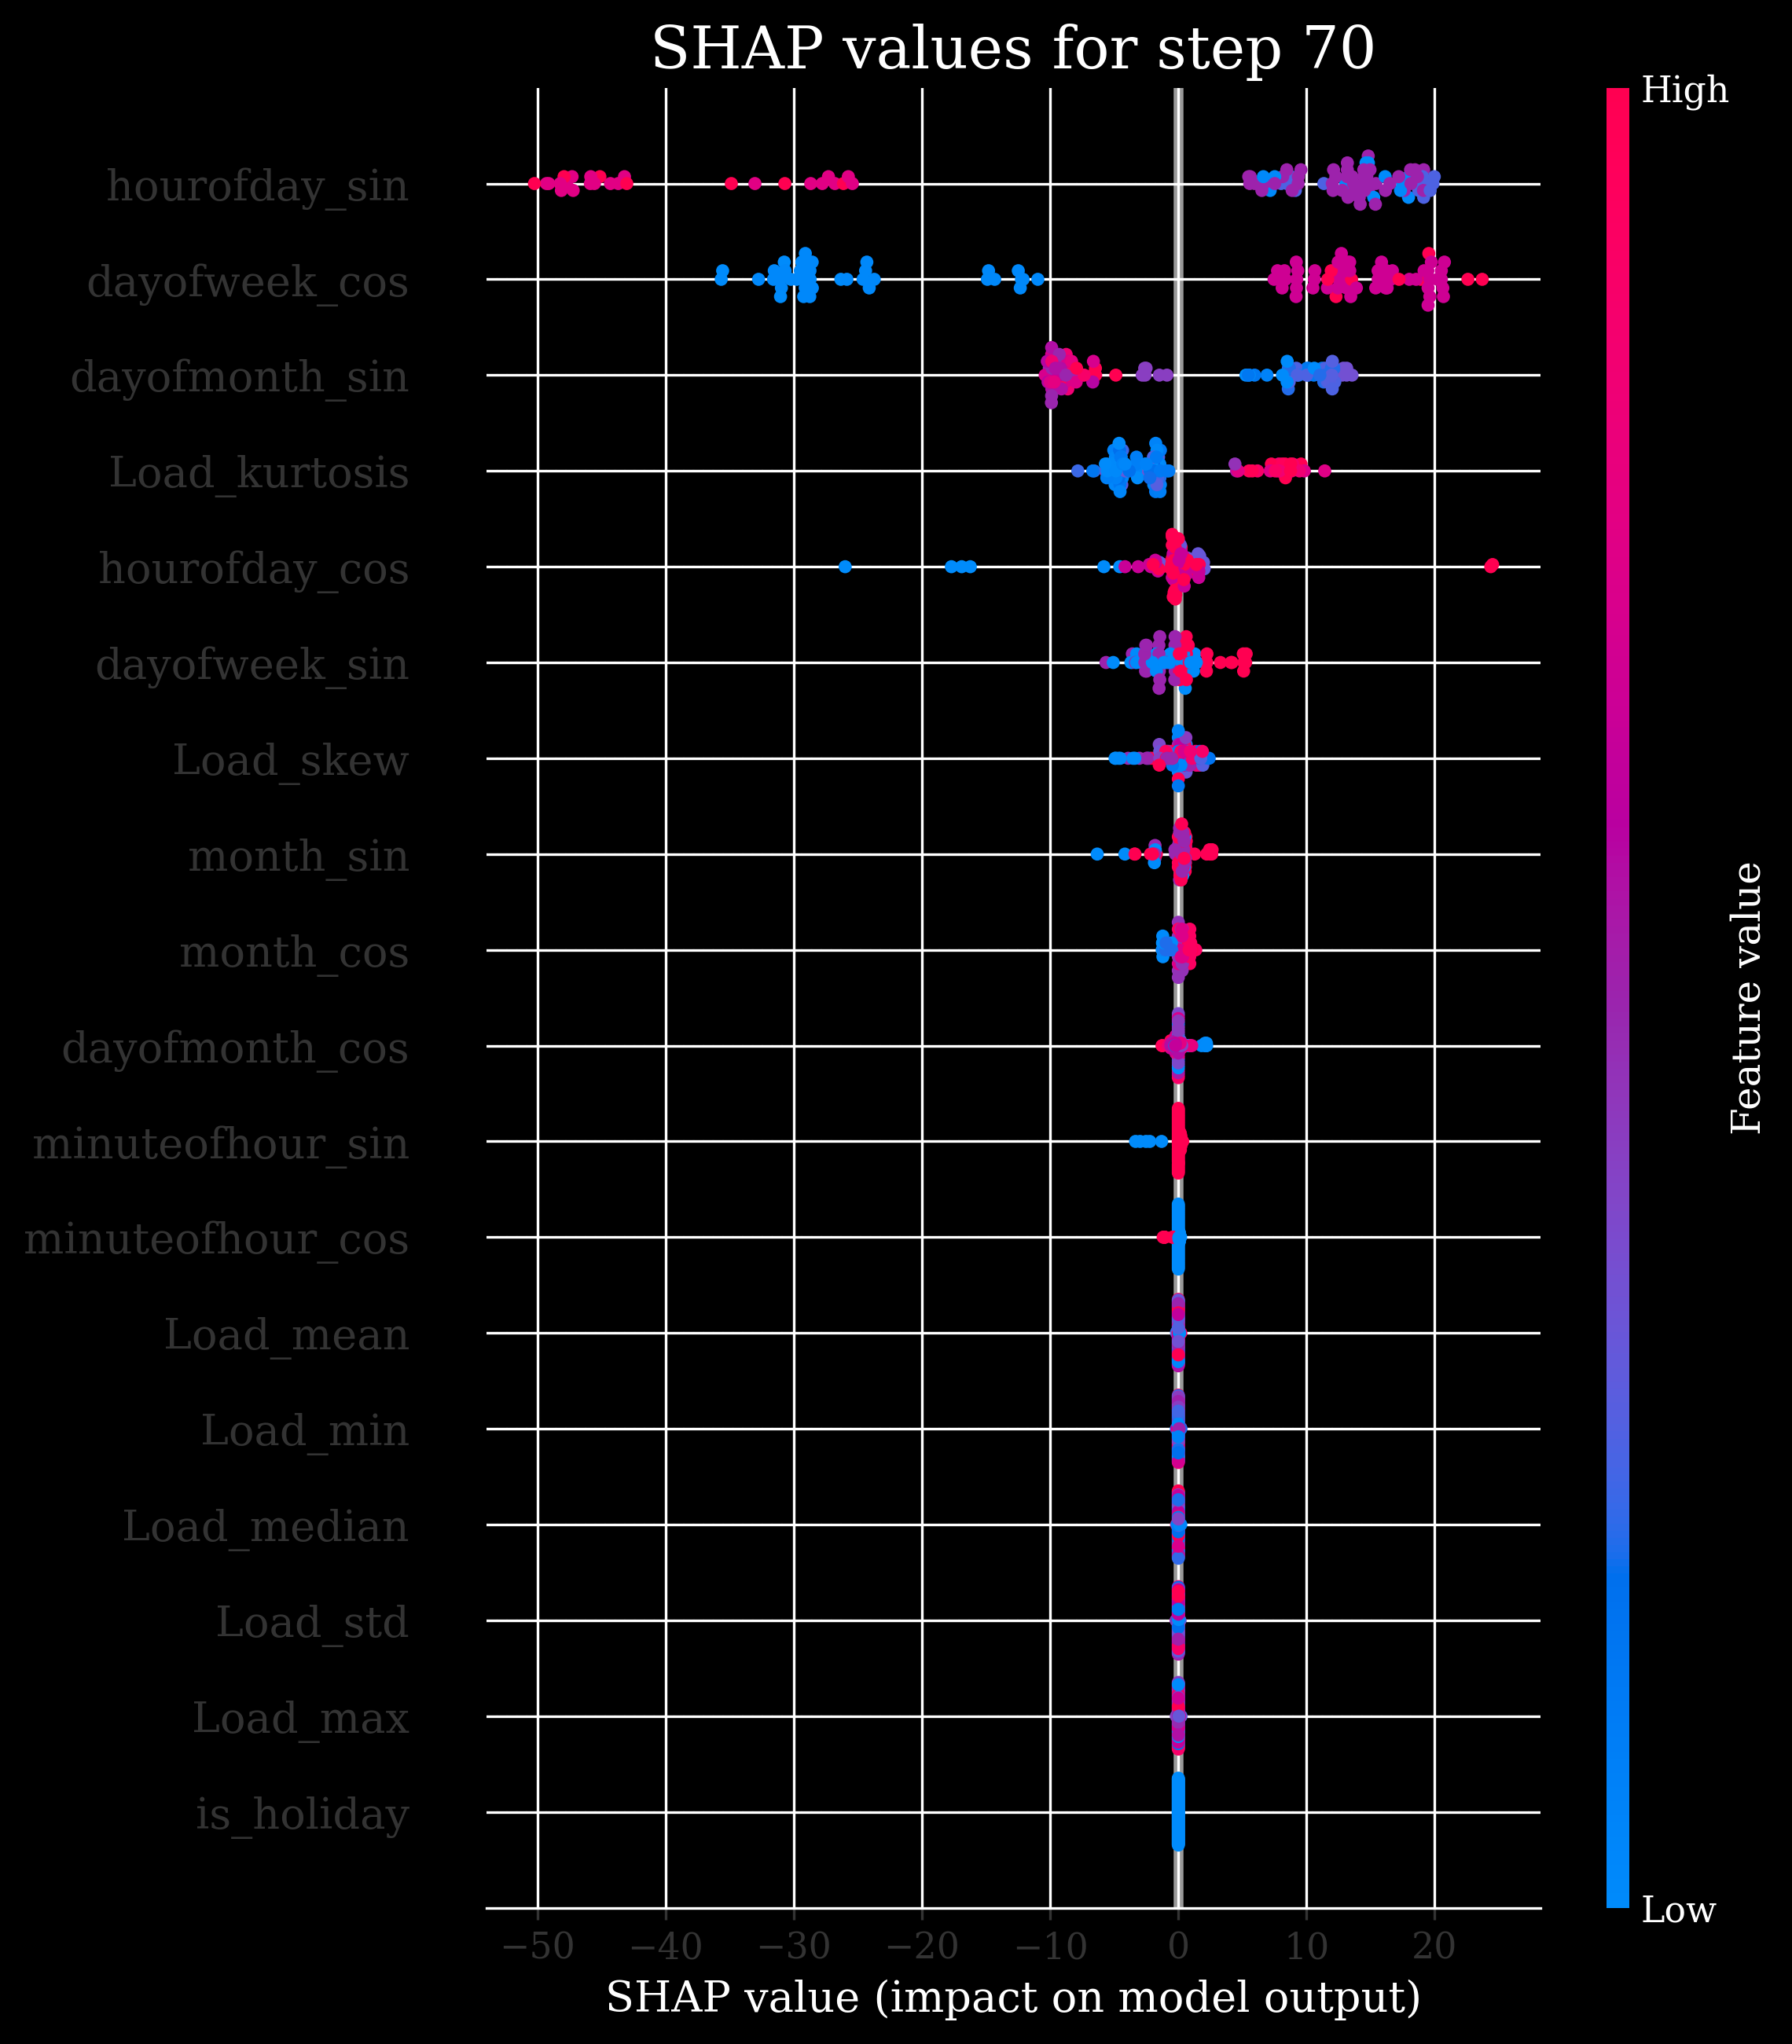 SHAP values for step 70
High
hourofday_sin
dayofweek_cos
dayofmonth_sin
Load_kurtosis
hourofday_cos
dayofweek_sin
Load_skew
month_sin
month_cos
dayofmonth_cos
minuteofhour_sin
minuteofhour_cos
Load_mean
Load_min
Load_median
Load_std
Load_max
is_holiday
Feature value
Low
−50 −40 −30 −20 −10 0 10 20
SHAP value (impact on model output)